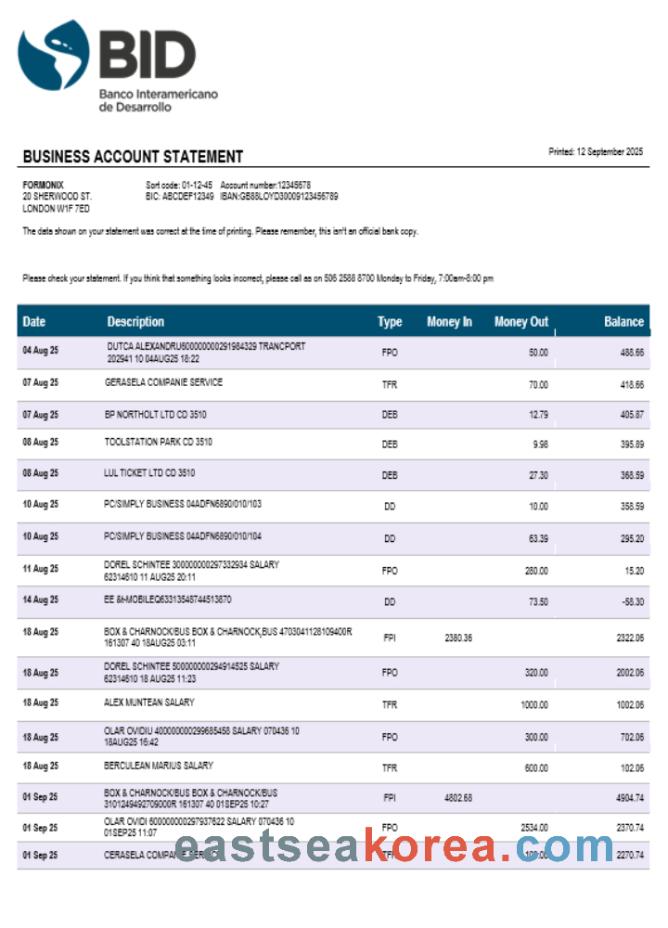 BID
Banco Interamericano
de Desarrollo
BUSINESS ACCOUNT STATEMENT
Printed: 12 September 2025
FORMONIX Sort code: 01-12-45 Account number:12345678
20 SHERWOOD ST. BIC: ABCDEF12349 IBAN:GB88LOYD30009123456789
LONDON W1F 7ED
The data shown on your statement was correct at the time of printing. Please remember, this isn't an official bank copy.
Please check your statement. If you think that something looks incorrect, please call as on 506 2588 8700 Monday to Friday, 7:00am-8:00 pm
Date Description Type Money In Money Out Balance
04 Aug 25 DUTCA ALEXANDRU600000000291984329 TRANCPORT FPO 50.00 488.66
202941 10 04AUG25 18:22
07 Aug 25 GERASELA COMPANIE SERVICE TFR 70.00 418.66
07 Aug 25 BP NORTHOLT LTD CD 3510 DEB 12.79 405.87
08 Aug 25 TOOLSTATION PARK CD 3510 DEB 9.98 395.89
08 Aug 25 LUL TICKET LTD CD 3510 DEB 27.30 368.59
10 Aug 25 PC/SIMPLY BUSINESS 04ADFN6890/010/103 DD 10.00 358.59
10 Aug 25 PC/SIMPLY BUSINESS 04ADFN6890/010/104 DD 63.39 295.20
11 Aug 25 DOREL SCHINTEE 300000000297332934 SALARY FPO 280.00 15.20
62314610 11 AUG25 20:11
14 Aug 25 EE &t-MOBILEQ63313548744513870 DD 73.50 -58.30
18 Aug 25 BOX & CHARNOCK/BUS BOX & CHARNOCK,BUS 4703041128109400R FPI 2380.36 2322.06
161307 40 18AUG25 03:11
18 Aug 25 DOREL SCHINTEE 500000000294914525 SALARY FPO 320.00 2002.06
62314610 18 AUG25 11:23
18 Aug 25 ALEX MUNTEAN SALARY TFR 1000.00 1002.06
18 Aug 25 OLAR OVIDIU 400000000299685458 SALARY 070436 10 FPO 300.00 702.06
18AUG25 16:42
18 Aug 25 BERCULEAN MARIUS SALARY TFR 600.00 102.06
01 Sep 25 BOX & CHARNOCK/BUS BOX & CHARNOCK/BUS FPI 4802.68 4904.74
3101249492709000R 161307 40 01SEP25 10:27
01 Sep 25 OLAR OVIDI 600000000297937622 SALARY 070436 10 FPO 2534.00 2370.74
01SEP25 11:07
01 Sep 25 CERASELA COMPANIE SERVICE TFR 100.00 2270.74
eastseakorea.com